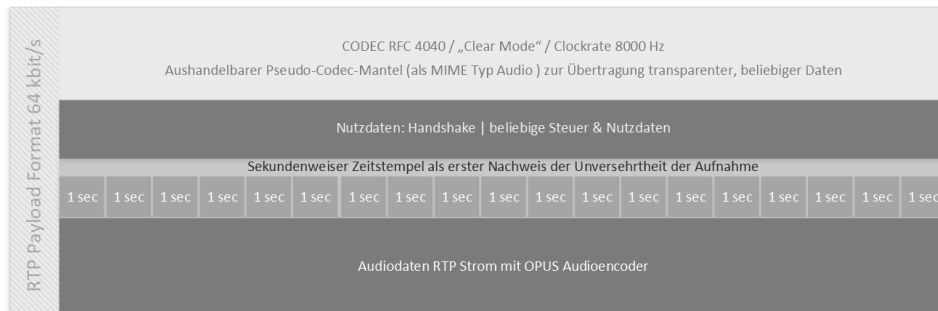 RTP Payload Format 64 kbit/s
CODEC RFC 4040 / „Clear Mode“ / Clockrate 8000 Hz
Aushandelbarer Pseudo-Codec-Mantel (als MIME Typ Audio ) zur Übertragung transparenter, beliebiger Daten
Nutzdaten: Handshake | beliebige Steuer & Nutzdaten
Sekundenweiser Zeitstempel als erster Nachweis der Unversehrtheit der Aufnahme
1 sec 1 sec 1 sec 1 sec 1 sec 1 sec 1 sec 1 sec 1 sec 1 sec 1 sec 1 sec 1 sec 1 sec 1 sec 1 sec 1 sec 1 sec 1 sec
Audiodaten RTP Strom mit OPUS Audioencoder